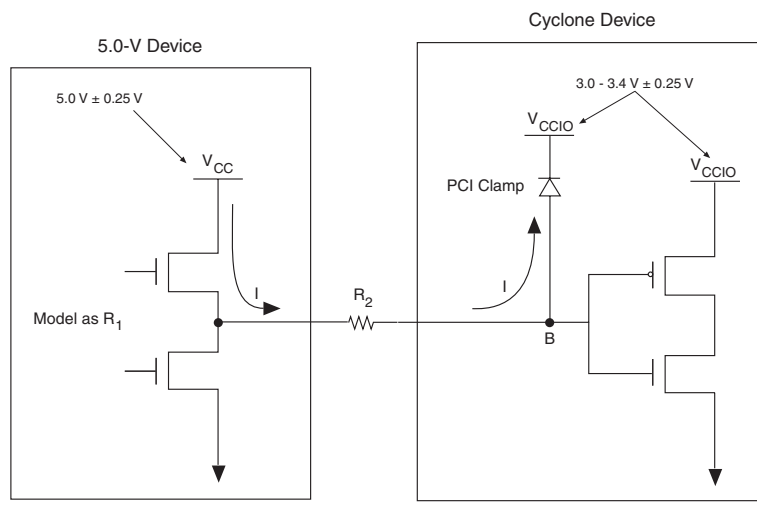 Cyclone Device
5.0-V Device
5.0 V ± 0.25 V
3.0 - 3.4 V ± 0.25 V
VCCIO
VCC
PCI Clamp
VCCIO
I
I
R2
Model as R1
B